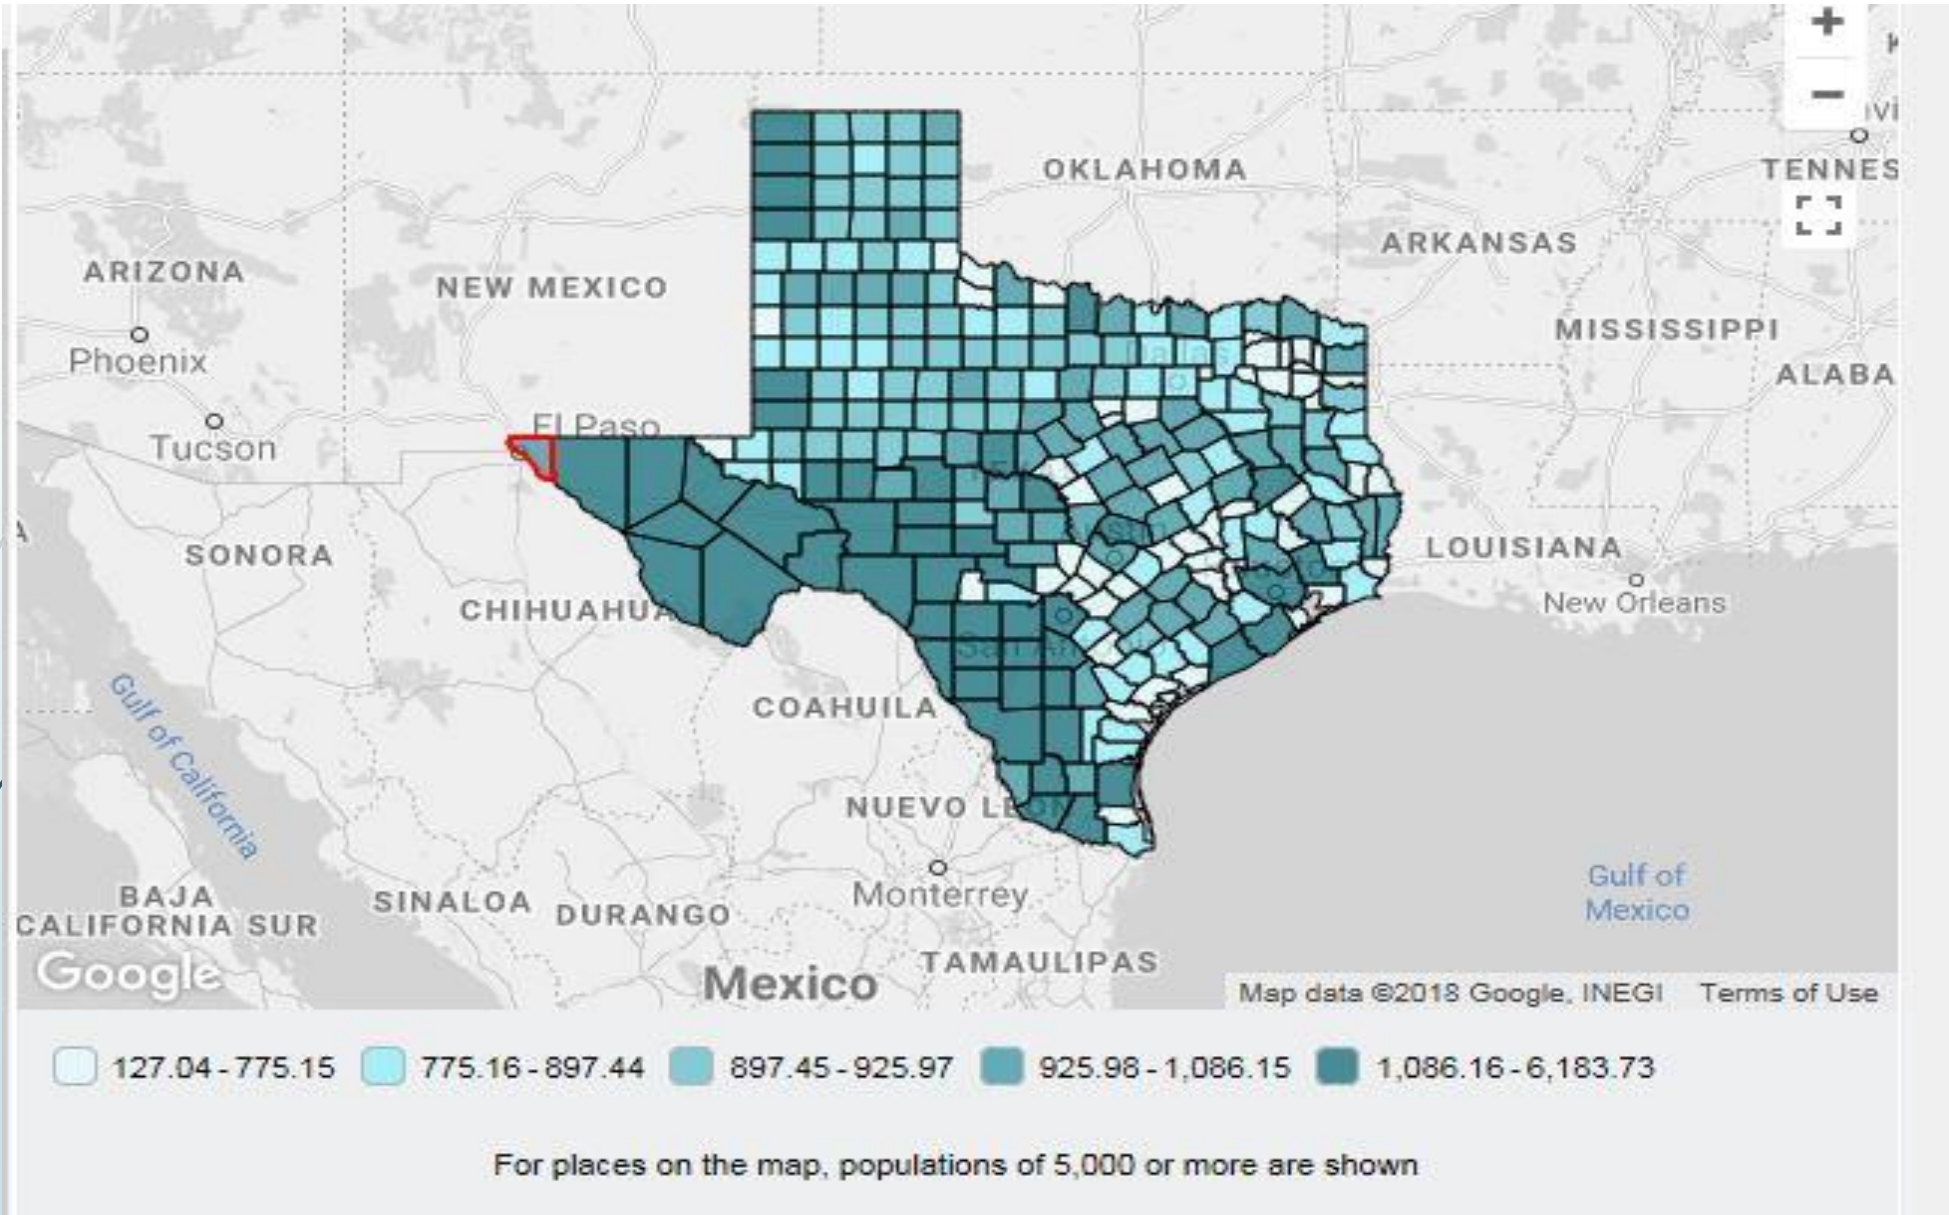 OKLAHOMA
TENNES
ARKANSAS
ARIZONA
NEW MEXICO
MISSISSIPPI
Phoenix
Dallas
ALABA
El Paso
Tucson
Austin
SONORA
LOUISIANA
CHIHUAHUA
New Orleans
San An
COAHUILA
Gulf of California
NUEVO LEON
Monterrey
Gulf of
Mexico
BAJA
CALIFORNIA SUR
SINALOA
DURANGO
TAMAULIPAS
Google
Mexico
Map data ©2018 Google, INEGI Terms of Use
127.04 - 775.15 775.16 - 897.44 897.45 - 925.97 925.98 - 1,086.15 1,086.16 - 6,183.73
For places on the map, populations of 5,000 or more are shown